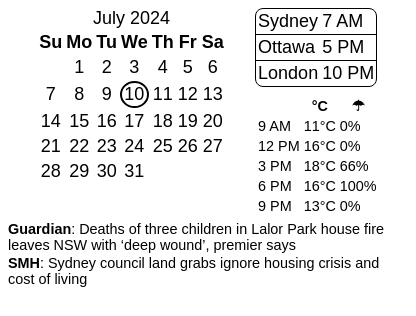 July 2024
Su Mo Tu We Th Fr Sa
1 2 3 4 5 6
7 8 9 10 11 12 13
14 15 16 17 18 19 20
21 22 23 24 25 26 27
28 29 30 31
Sydney 7 AM
Ottawa 5 PM
London 10 PM
°C ☂
9 AM 11°C 0%
12 PM 16°C 0%
3 PM 18°C 66%
6 PM 16°C 100%
9 PM 13°C 0%
Guardian: Deaths of three children in Lalor Park house fire
leaves NSW with ‘deep wound’, premier says
SMH: Sydney council land grabs ignore housing crisis and
cost of living